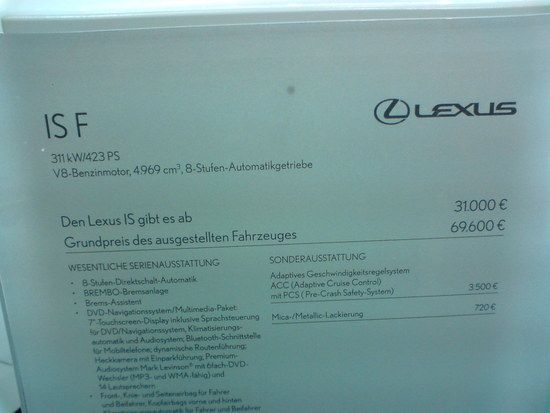 LEXUS
IS F
311 kW/423 PS
V8-Benzinmotor, 4.969 cm³, 8-Stufen-Automatikgetriebe
Den Lexus IS gibt es ab 31.000 €
Grundpreis des ausgestellten Fahrzeuges 69.600 €
WESENTLICHE SERIENAUSSTATTUNG
• 8-Stufen-Direktschalt-Automatik
• BREMBO-Bremsanlage
• Brems-Assistent
• DVD-Navigationssystem/Multimedia-Paket:
7"-Touchscreen-Display inklusive Sprachsteuerung
für DVD/Navigationssystem, Klimatisierungs-
automatik und Audiosystem; Bluetooth-Schnittstelle
für Mobiltelefone; dynamische Routenführung;
Heckkamera mit Einparkführung; Premium-
Audiosystem Mark Levinson® mit 6fach-DVD-
Wechsler (MP3- und WMA-fähig) und
14 Lautsprechern
• Front-, Knie- und Seitenairbag für Fahrer
und Beifahrer, Kopfairbags vorne und hinten
für Fahrer und Beifahrer
SONDERAUSSTATTUNG
Adaptives Geschwindigkeitsregelsystem
ACC (Adaptive Cruise Control)
mit PCS ( Pre-Crash Safety-System) 3.500 €
Mica-/Metallic-Lackierung 720 €